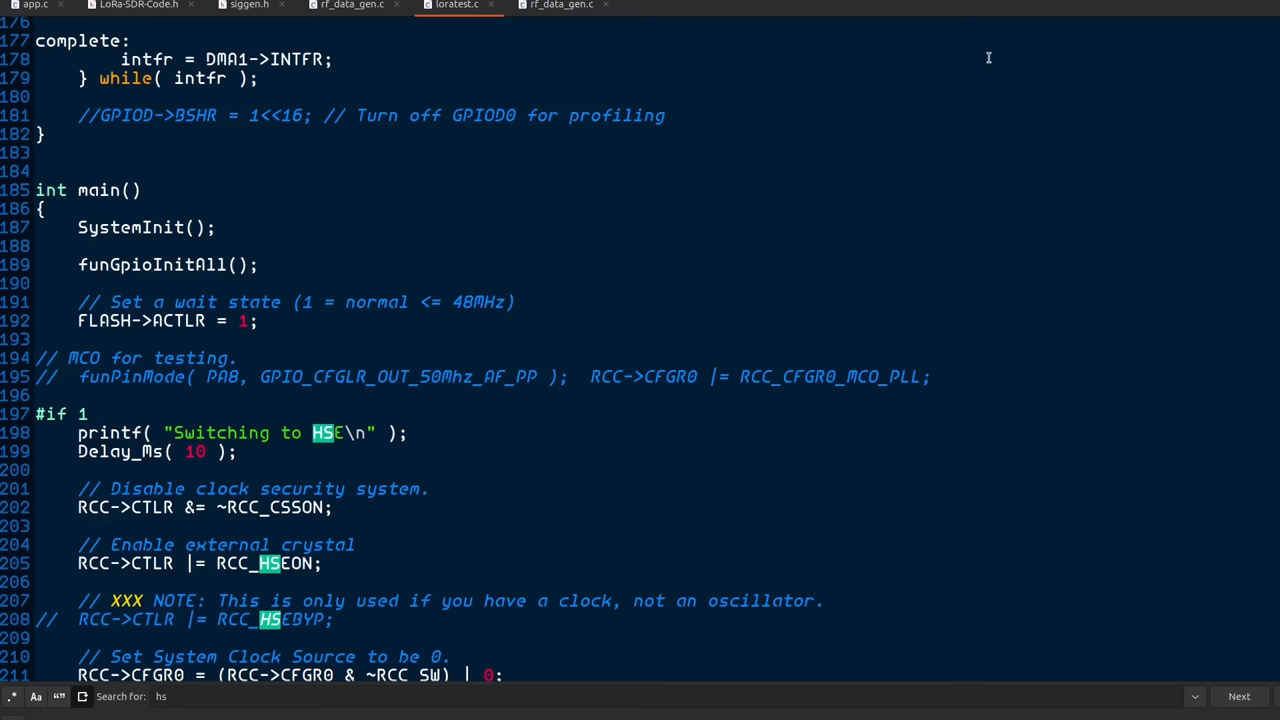 app.c × LoRa-SDR-Code.h × siggen.h × rf_data_gen.c × loratest.c × rf_data_gen.c ×
176
177 complete:
178 intfr = DMA1->INTFR;
179 } while( intfr );
180
181 //GPIOD->BSHR = 1<<16; // Turn off GPIOD0 for profiling
182 }
183
184
185 int main()
186 {
187 SystemInit();
188
189 funGpioInitAll();
190
191 // Set a wait state (1 = normal <= 48MHz)
192 FLASH->ACTLR = 1;
193
194 // MCO for testing.
195 // funPinMode( PA8, GPIO_CFGLR_OUT_50Mhz_AF_PP ); RCC->CFGR0 |= RCC_CFGR0_MCO_PLL;
196
197 #if 1
198 printf( "Switching to HSE\n" );
199 Delay_Ms( 10 );
200
201 // Disable clock security system.
202 RCC->CTLR &= ~RCC_CSSON;
203
204 // Enable external crystal
205 RCC->CTLR |= RCC_HSEON;
206
207 // XXX NOTE: This is only used if you have a clock, not an oscillator.
208 // RCC->CTLR |= RCC_HSEBYP;
209
210 // Set System Clock Source to be 0.
211 RCC->CFGR0 = (RCC->CFGR0 & ~RCC_SW) | 0;
.* Aa “” Search for: hs Next